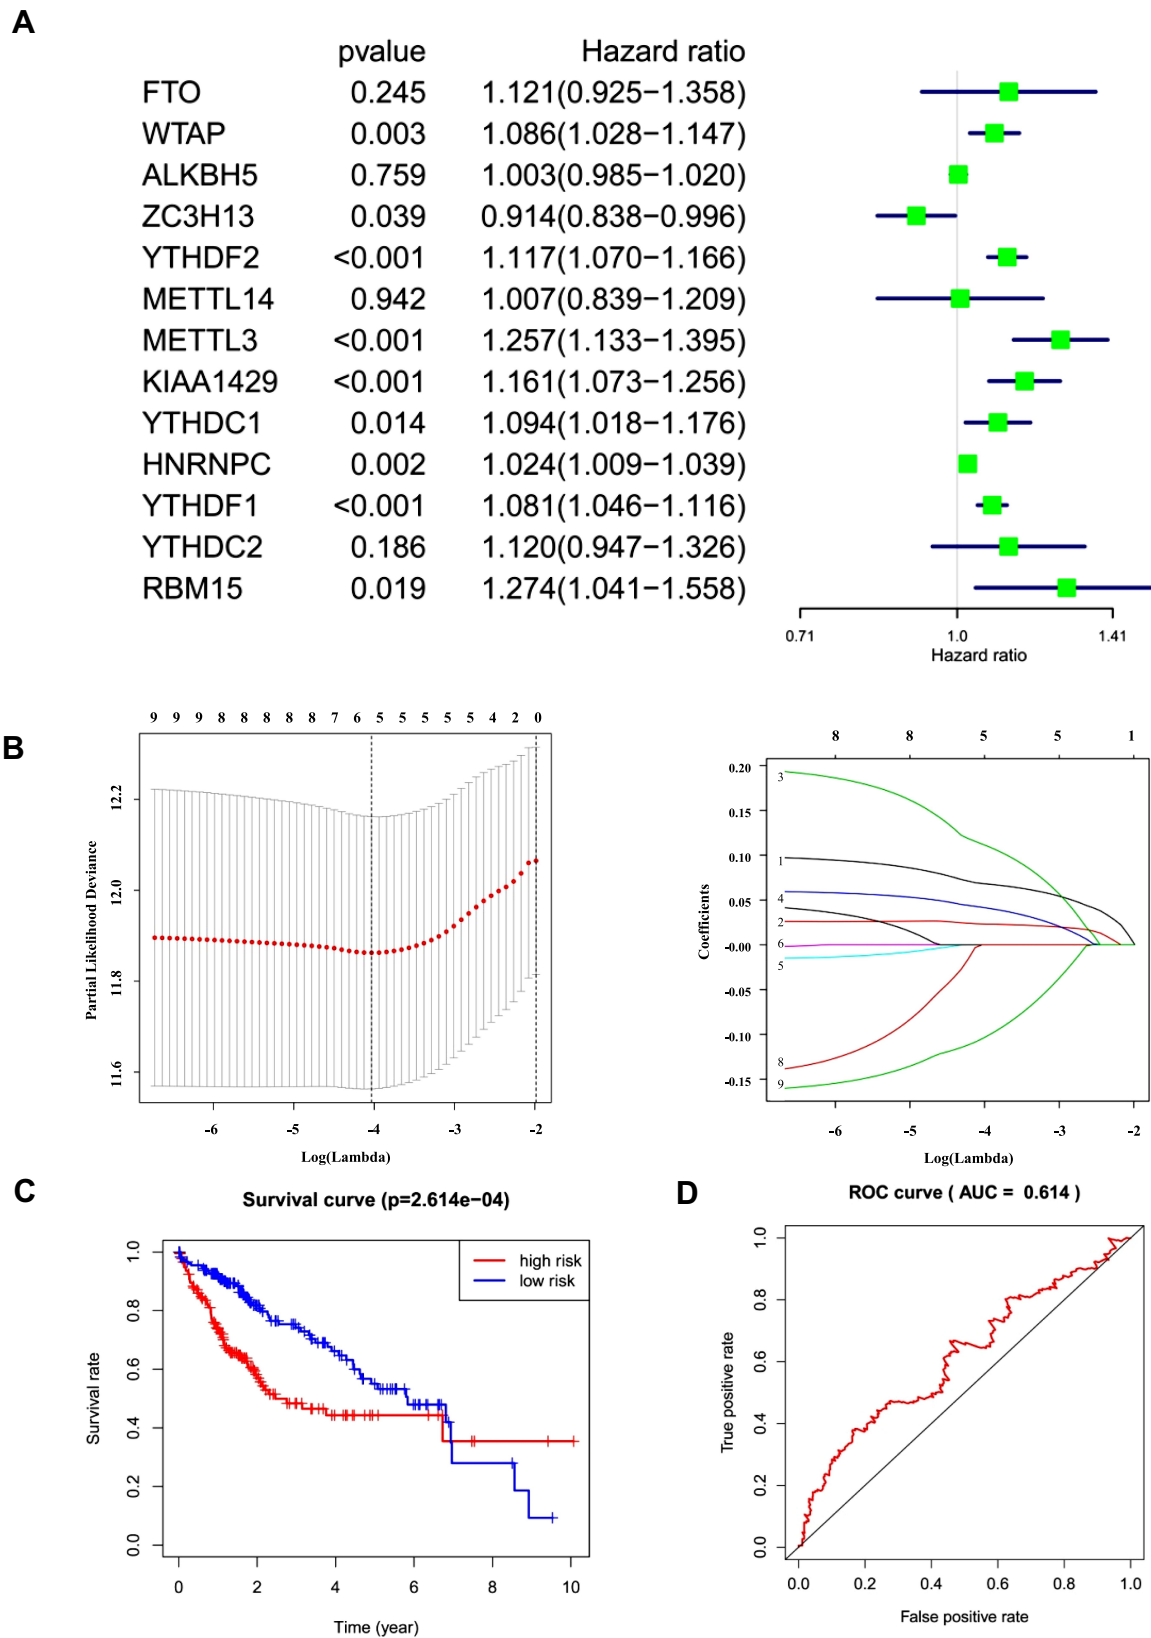 A
pvalue Hazard ratio
FTO 0.245 1.121(0.925−1.358)
WTAP 0.003 1.086(1.028−1.147)
ALKBH5 0.759 1.003(0.985−1.020)
ZC3H13 0.039 0.914(0.838−0.996)
YTHDF2 <0.001 1.117(1.070−1.166)
METTL14 0.942 1.007(0.839−1.209)
METTL3 <0.001 1.257(1.133−1.395)
KIAA1429 <0.001 1.161(1.073−1.256)
YTHDC1 0.014 1.094(1.018−1.176)
HNRNPC 0.002 1.024(1.009−1.039)
YTHDF1 <0.001 1.081(1.046−1.116)
YTHDC2 0.186 1.120(0.947−1.326)
RBM15 0.019 1.274(1.041−1.558)
0.71 1.0 1.41
Hazard ratio
B
9 9 9 8 8 8 8 8 7 6 5 5 5 5 5 4 2 0
12.2
12.0
11.8
11.6
Partial Likelihood Deviance
-6 -5 -4 -3 -2
Log(Lambda)
8 8 5 5 1
0.20
0.15
0.10
0.05
-0.00
-0.05
-0.10
-0.15
Coefficients
3
1
4
2
6
5
8
9
-6 -5 -4 -3 -2
Log(Lambda)
C
Survival curve (p=2.614e−04)
high risk
low risk
1.0
0.8
0.6
0.4
0.2
0.0
Survival rate
0 2 4 6 8 10
Time (year)
D
ROC curve ( AUC = 0.614 )
1.0
0.8
0.6
0.4
0.2
0.0
True positive rate
0.0 0.2 0.4 0.6 0.8 1.0
False positive rate